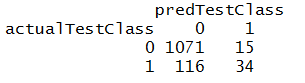 predTestClass
actualTestClass 0 1
0 1071 15
1 116 34